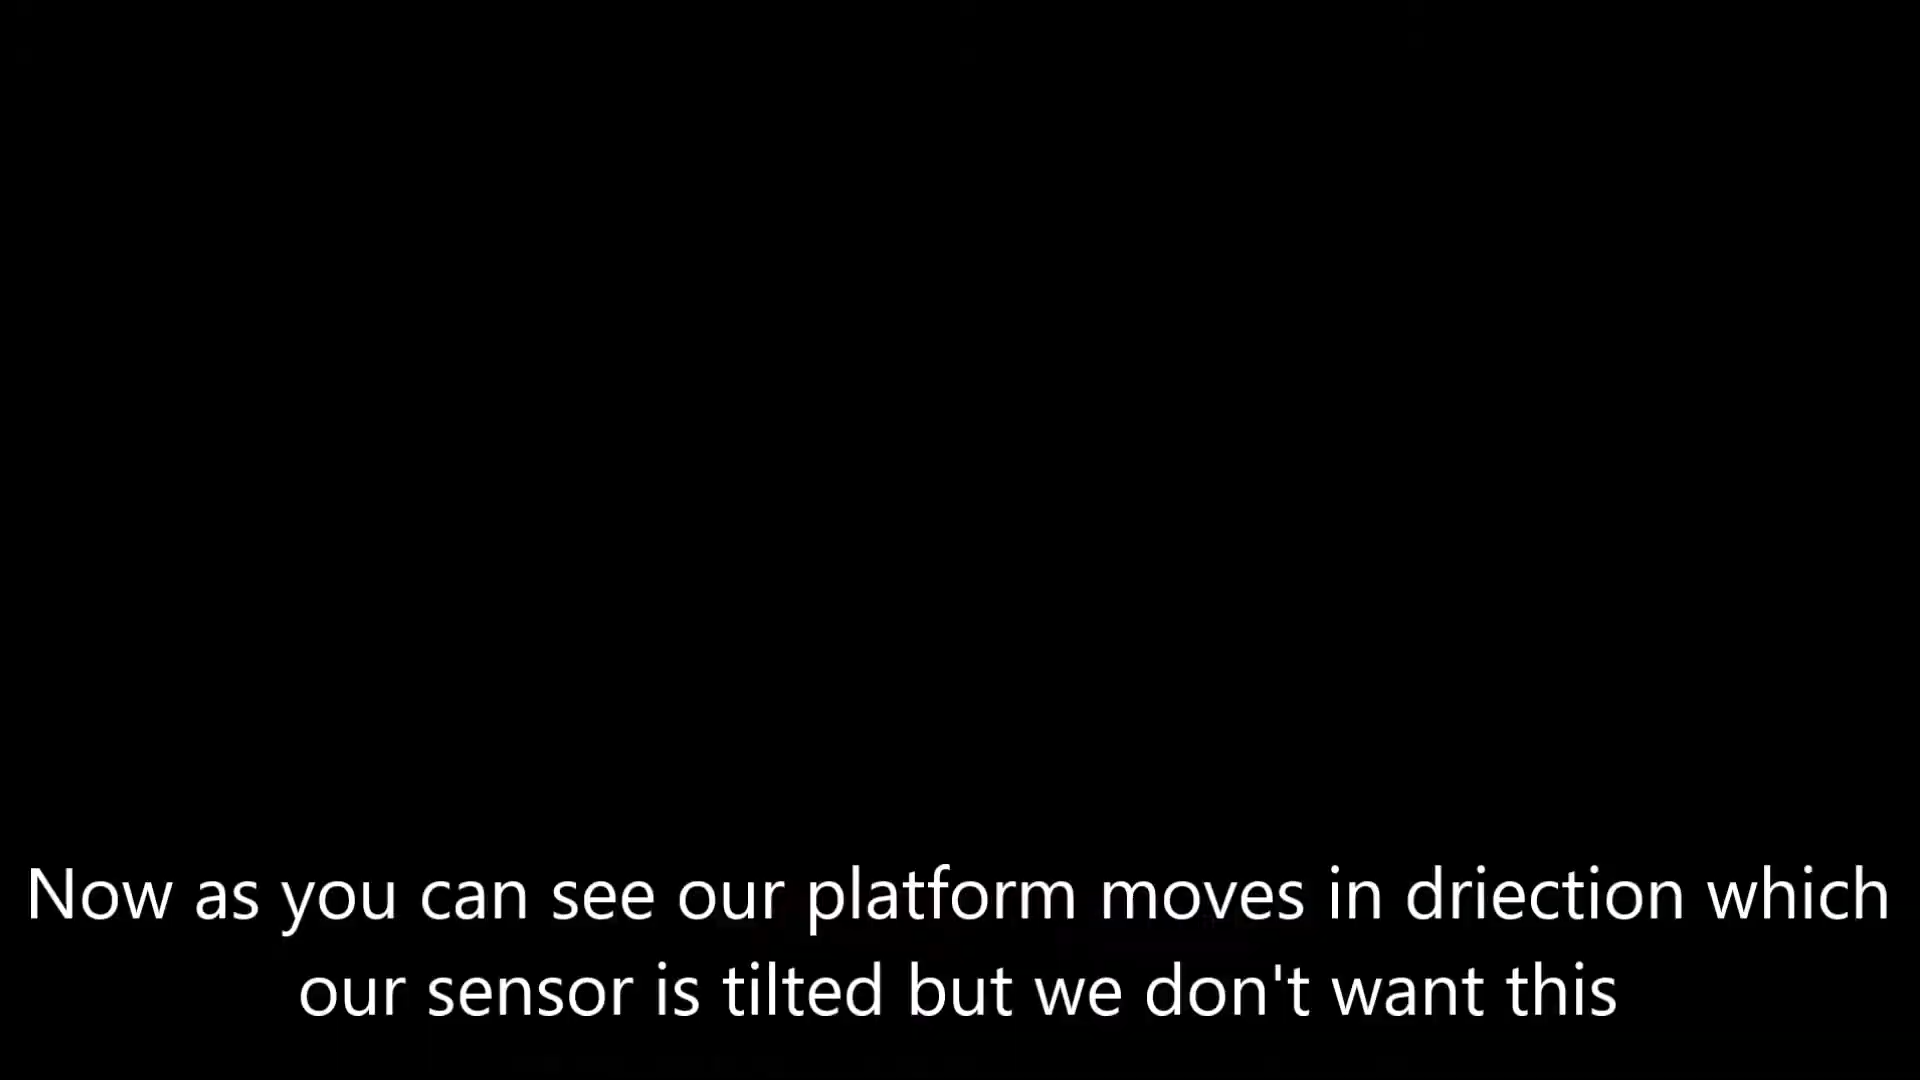 Now as you can see our platform moves in driection which
our sensor is tilted but we don't want this